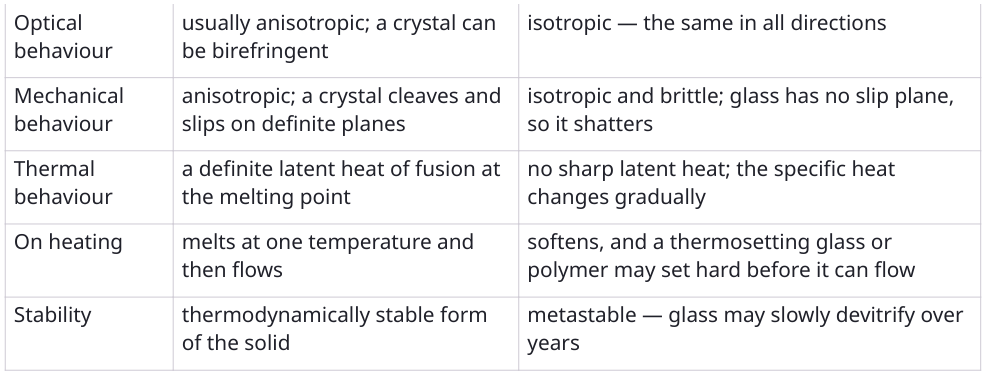 Optical behaviour | usually anisotropic; a crystal can be birefringent | isotropic — the same in all directions
Mechanical behaviour | anisotropic; a crystal cleaves and slips on definite planes | isotropic and brittle; glass has no slip plane, so it shatters
Thermal behaviour | a definite latent heat of fusion at the melting point | no sharp latent heat; the specific heat changes gradually
On heating | melts at one temperature and then flows | softens, and a thermosetting glass or polymer may set hard before it can flow
Stability | thermodynamically stable form of the solid | metastable — glass may slowly devitrify over years